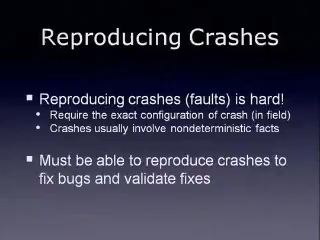 Reproducing Crashes
Reproducing crashes (faults) is hard!
Require the exact configuration of crash (in field)
Crashes usually involve nondeterministic facts
Must be able to reproduce crashes to
fix bugs and validate fixes